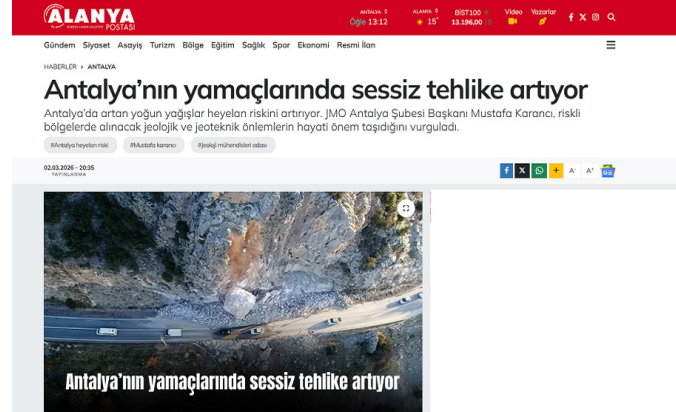 ALANYA
POSTASI
ANTALYA
Öğle 13:12
ALANYA
15°
BİST100
13.196,00
Video
Yazarlar
Gündem Siyaset Asayiş Turizm Bölge Eğitim Sağlık Spor Ekonomi Resmi İlan
HABERLER > ANTALYA
Antalya'nın yamaçlarında sessiz tehlike artıyor
Antalya'da artan yoğun yağışlar heyelan riskini artırıyor. JMO Antalya Şubesi Başkanı Mustafa Karancı, riskli
bölgelerde alınacak jeolojik ve jeoteknik önlemlerin hayati önem taşıdığını vurguladı.
#Antalya heyelan riski #Mustafa karancı #Jeoloji mühendisleri odası
02.03.2026 - 20:35
YAYINLANMA
A- A+
Antalya'nın yamaçlarında sessiz tehlike artıyor